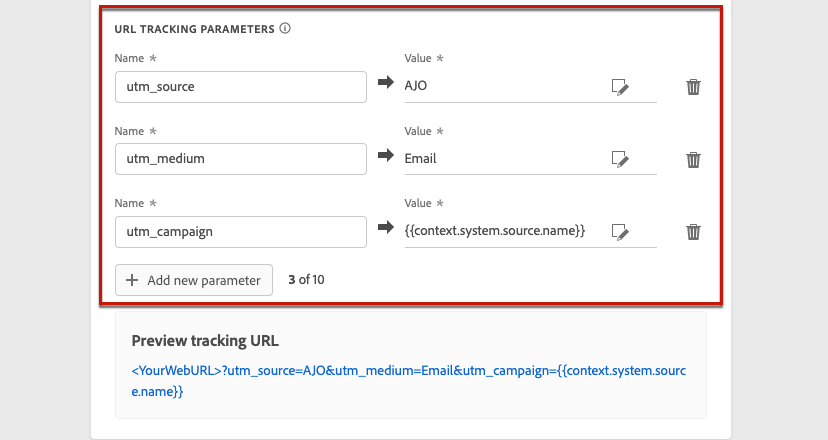 URL TRACKING PARAMETERS
Name * Value *
utm_source AJO
Name * Value *
utm_medium Email
Name * Value *
utm_campaign {{context.system.source.name}}
+ Add new parameter 3 of 10
Preview tracking URL
<YourWebURL>?utm_source=AJO&utm_medium=Email&utm_campaign={{context.system.sourc
e.name}}